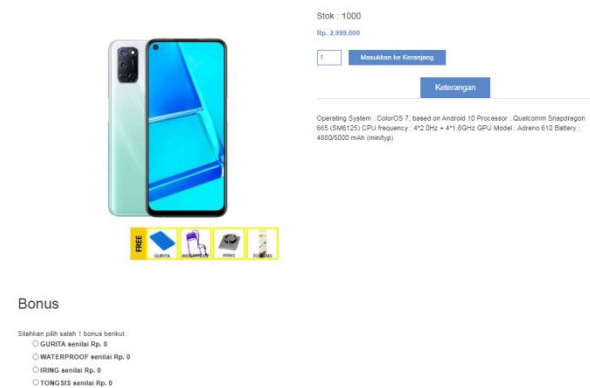 Stok : 1000
Rp. 2.999.000
1
Masukkan ke Keranjang
Keterangan
Operating System : ColorOS 7, based on Android 10 Processor : Qualcomm Snapdragon
665 (SM6125) CPU frequency : 4*2.0Hz + 4*1.8GHz GPU Model : Adreno 610 Battery :
4880/5000 mAh (min/typ)
FREE
GURITA
WATERPROOF
IRING
TONGSIS
Bonus
Silahkan pilih salah 1 bonus berikut :
GURITA senilai Rp. 0
WATERPROOF senilai Rp. 0
IRING senilai Rp. 0
TONGSIS senilai Rp. 0